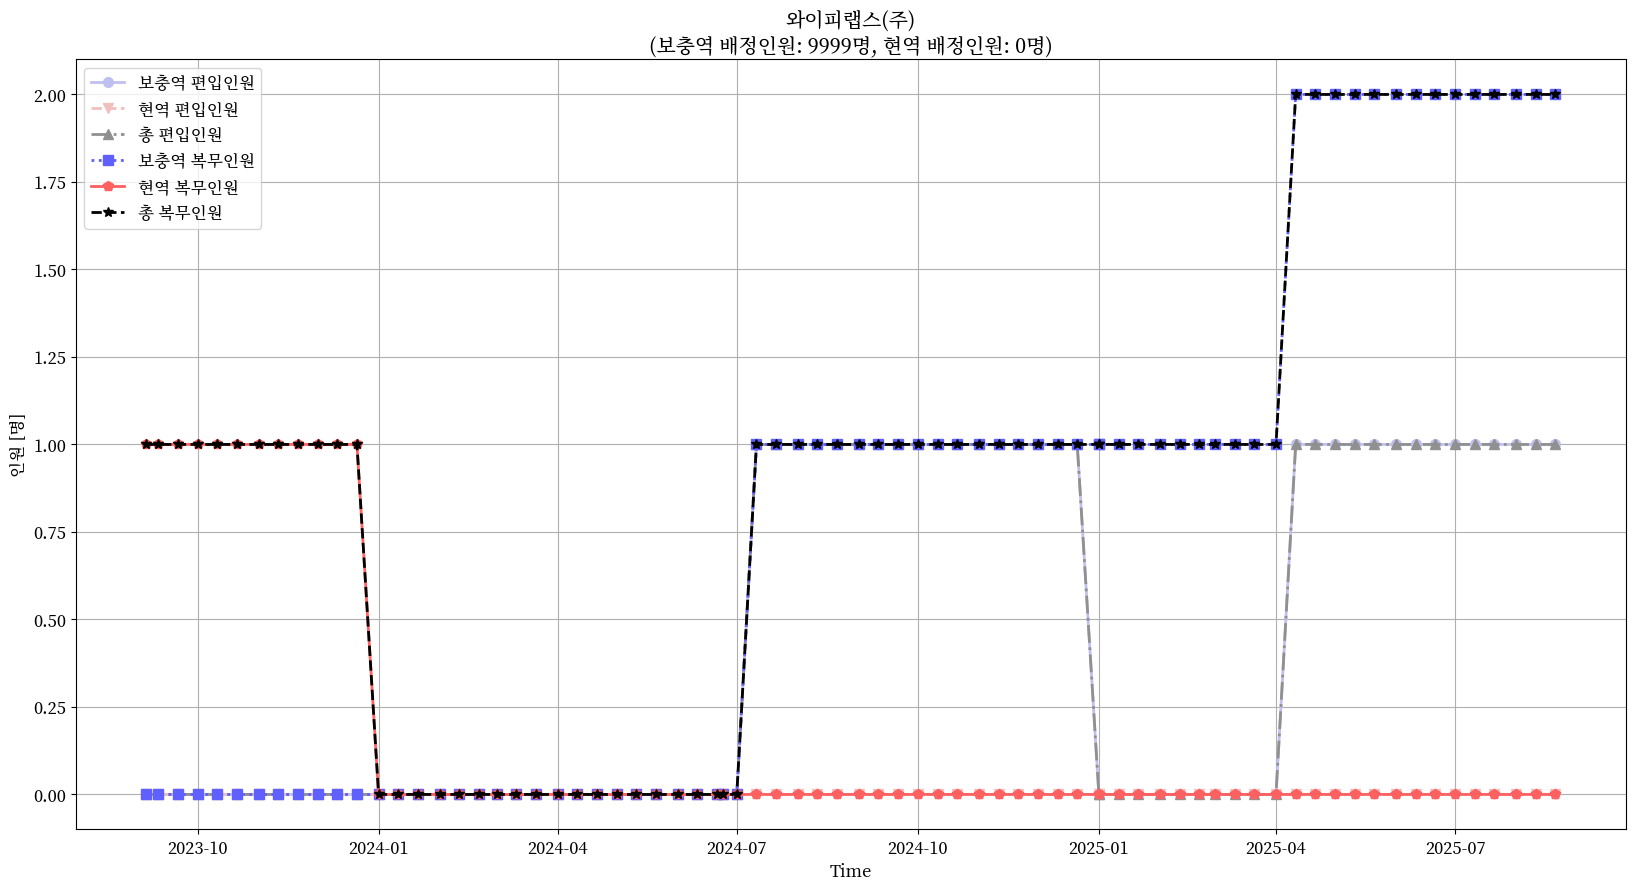 와이피랩스(주)
(보충역 배정인원: 9999명, 현역 배정인원: 0명)
보충역 편입인원
현역 편입인원
총 편입인원
보충역 복무인원
현역 복무인원
총 복무인원
2.00
1.75
1.50
1.25
1.00
0.75
0.50
0.25
0.00
인원 [명]
2023-10
2024-01
2024-04
2024-07
2024-10
2025-01
2025-04
2025-07
Time